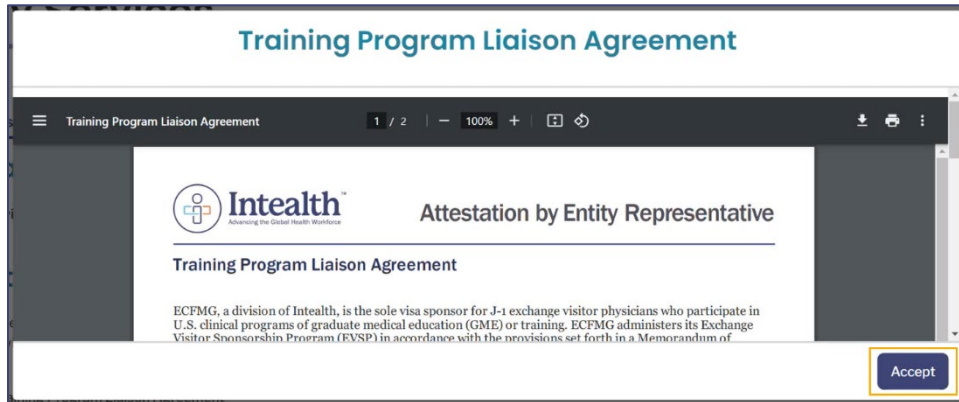 Training Program Liaison Agreement
Training Program Liaison Agreement 1 / 2 100%
Intealth™
Advancing the Global Health Workforce
Attestation by Entity Representative
Training Program Liaison Agreement
ECFMG, a division of Intealth, is the sole visa sponsor for J-1 exchange visitor physicians who participate in
U.S. clinical programs of graduate medical education (GME) or training. ECFMG administers its Exchange
Visitor Sponsorship Program (EVSP) in accordance with the provisions set forth in a Memorandum of
Accept